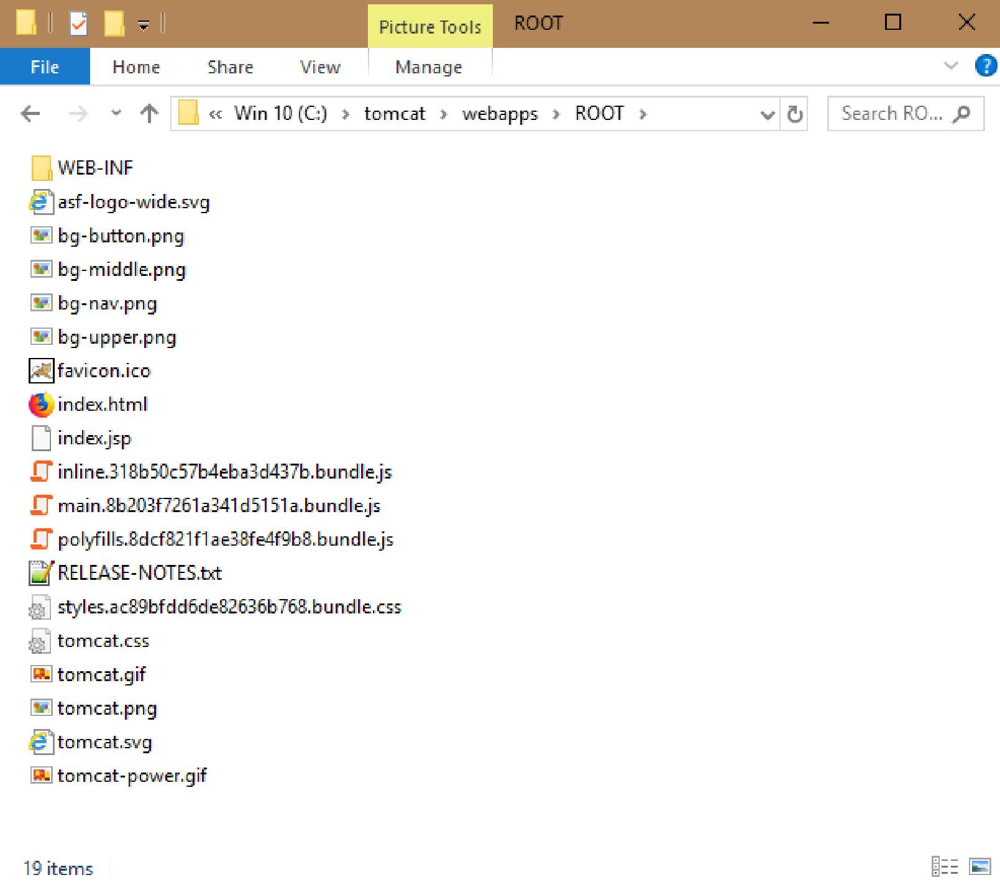 Picture Tools ROOT
File Home Share View Manage
« Win 10 (C:) > tomcat > webapps > ROOT > Search RO...
WEB-INF
asf-logo-wide.svg
bg-button.png
bg-middle.png
bg-nav.png
bg-upper.png
favicon.ico
index.html
index.jsp
inline.318b50c57b4eba3d437b.bundle.js
main.8b203f7261a341d5151a.bundle.js
polyfills.8dcf821f1ae38fe4f9b8.bundle.js
RELEASE-NOTES.txt
styles.ac89bfdd6de82636b768.bundle.css
tomcat.css
tomcat.gif
tomcat.png
tomcat.svg
tomcat-power.gif
19 items